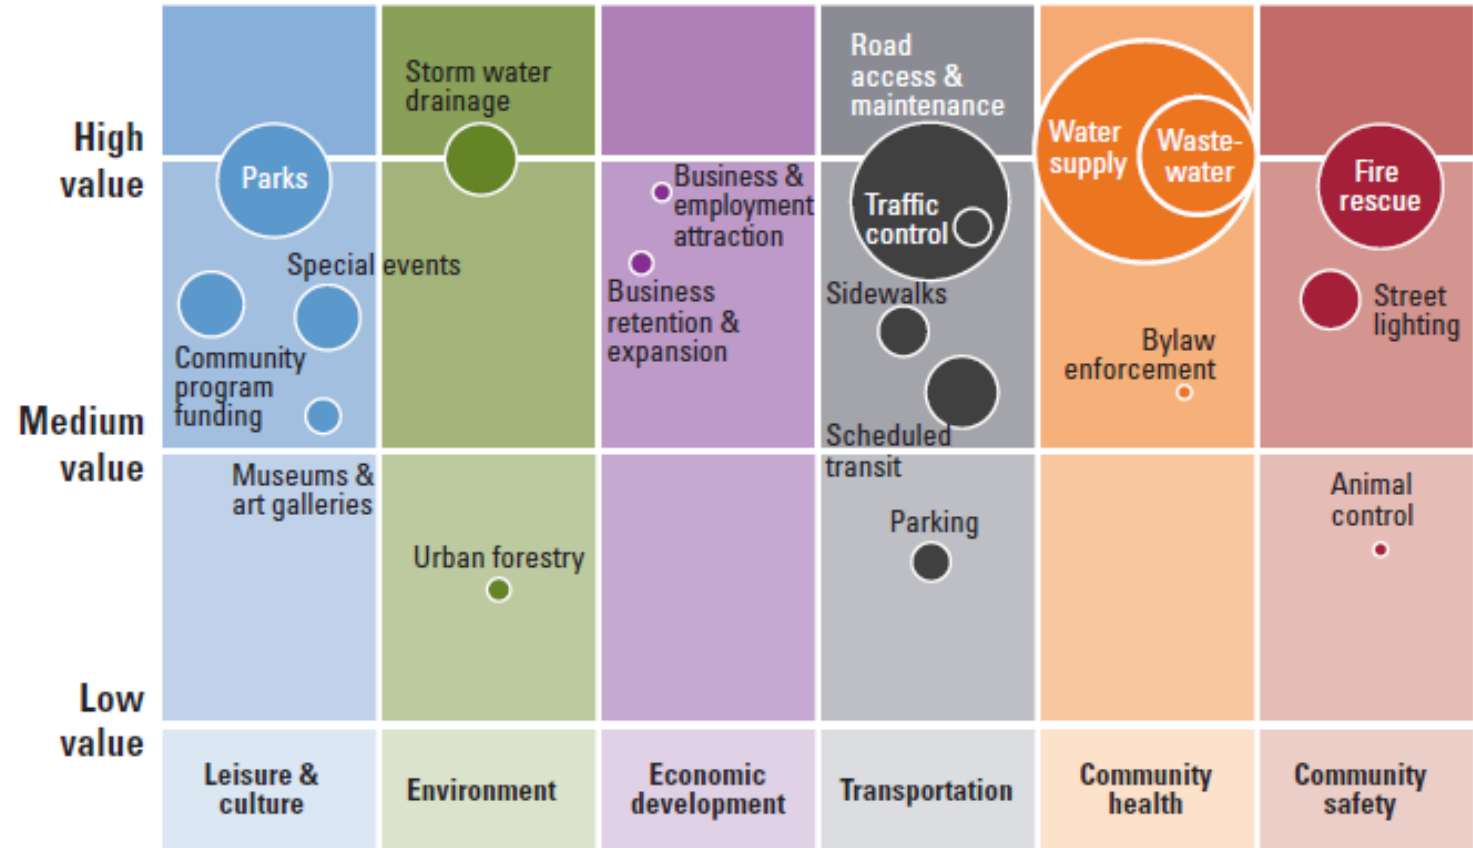 High
value
Medium
value
Low
value
Parks
Special events
Community
program
funding
Museums &
art galleries
Leisure &
culture
Storm water
drainage
Urban forestry
Environment
Business &
employment
attraction
Business
retention &
expansion
Economic
development
Road
access &
maintenance
Traffic
control
Sidewalks
Scheduled
transit
Parking
Transportation
Water
supply
Waste-
water
Bylaw
enforcement
Community
health
Fire
rescue
Street
lighting
Animal
control
Community
safety